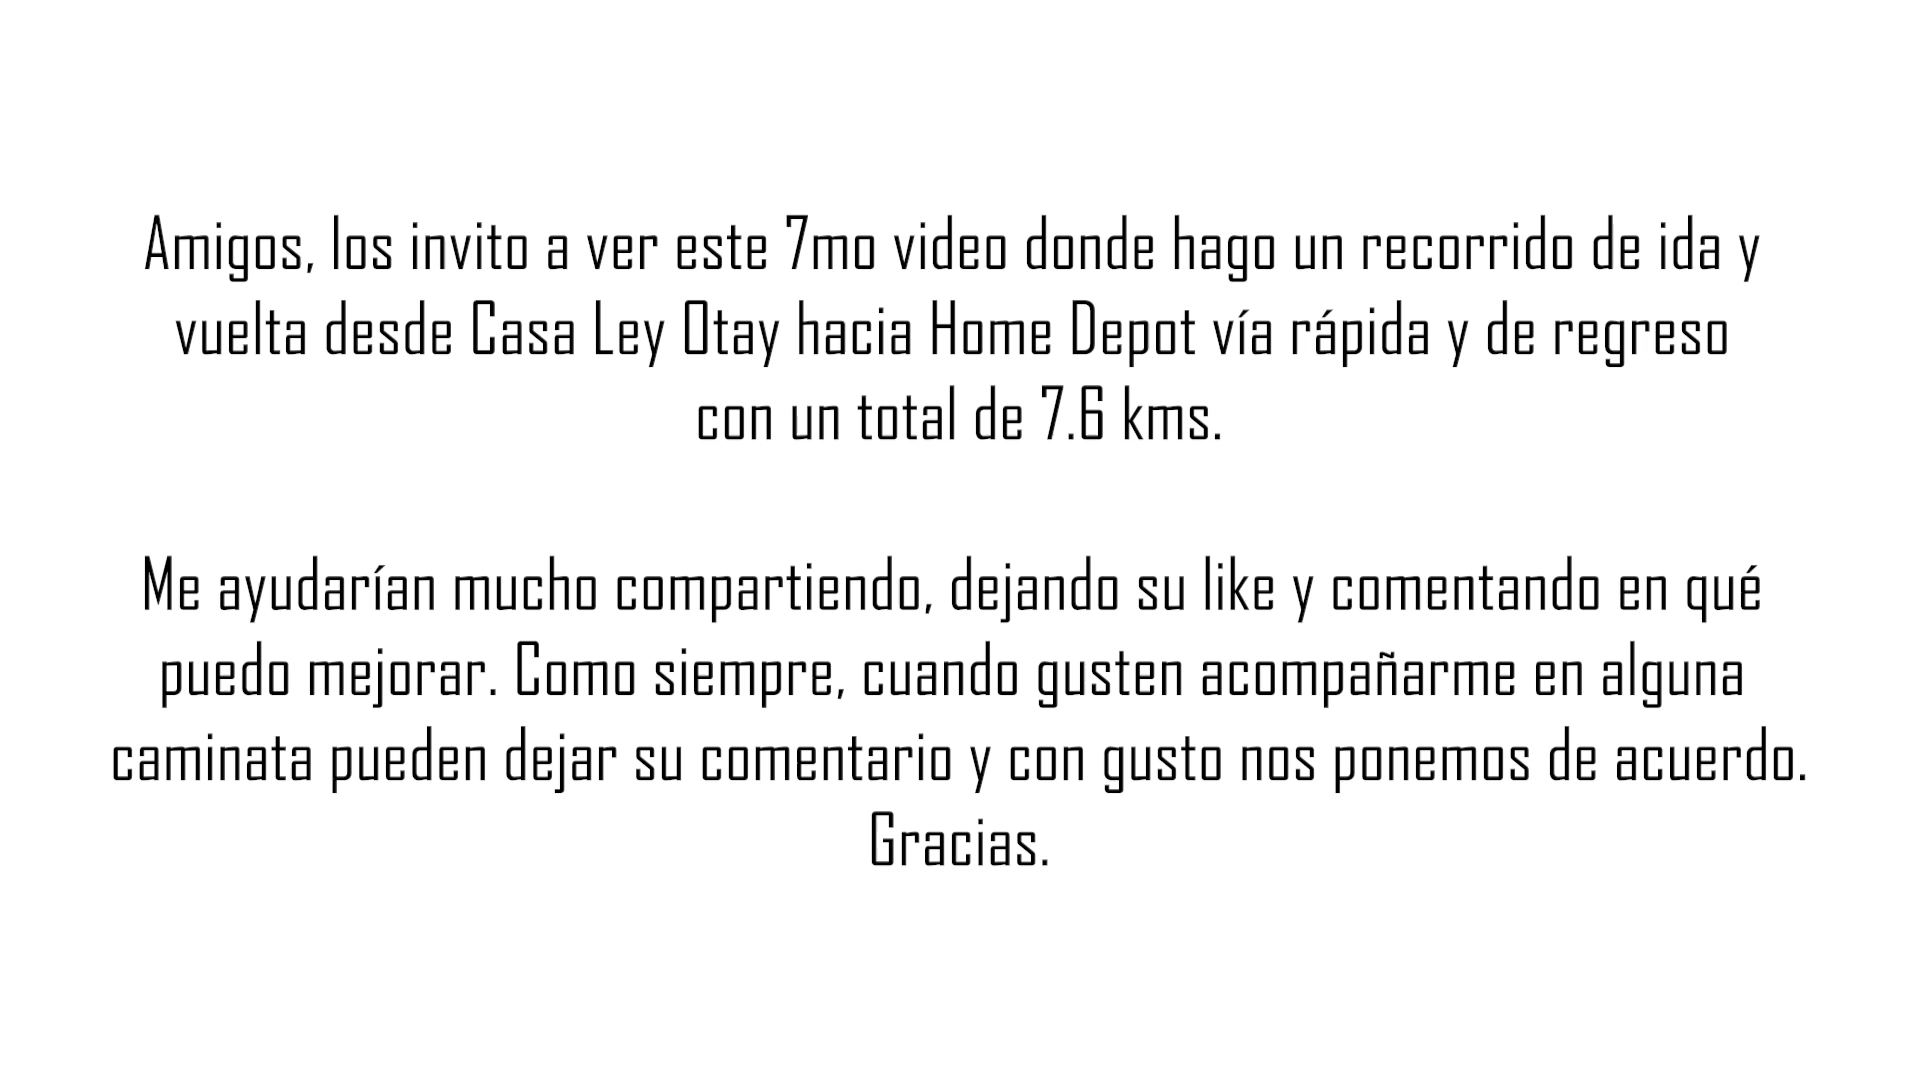 Amigos, los invito a ver este 7mo video donde hago un recorrido de ida y
vuelta desde Casa Ley Otay hacia Home Depot vía rápida y de regreso
con un total de 7.6 kms.
Me ayudarían mucho compartiendo, dejando su like y comentando en qué
puedo mejorar. Como siempre, cuando gusten acompañarme en alguna
caminata pueden dejar su comentario y con gusto nos ponemos de acuerdo.
Gracias.